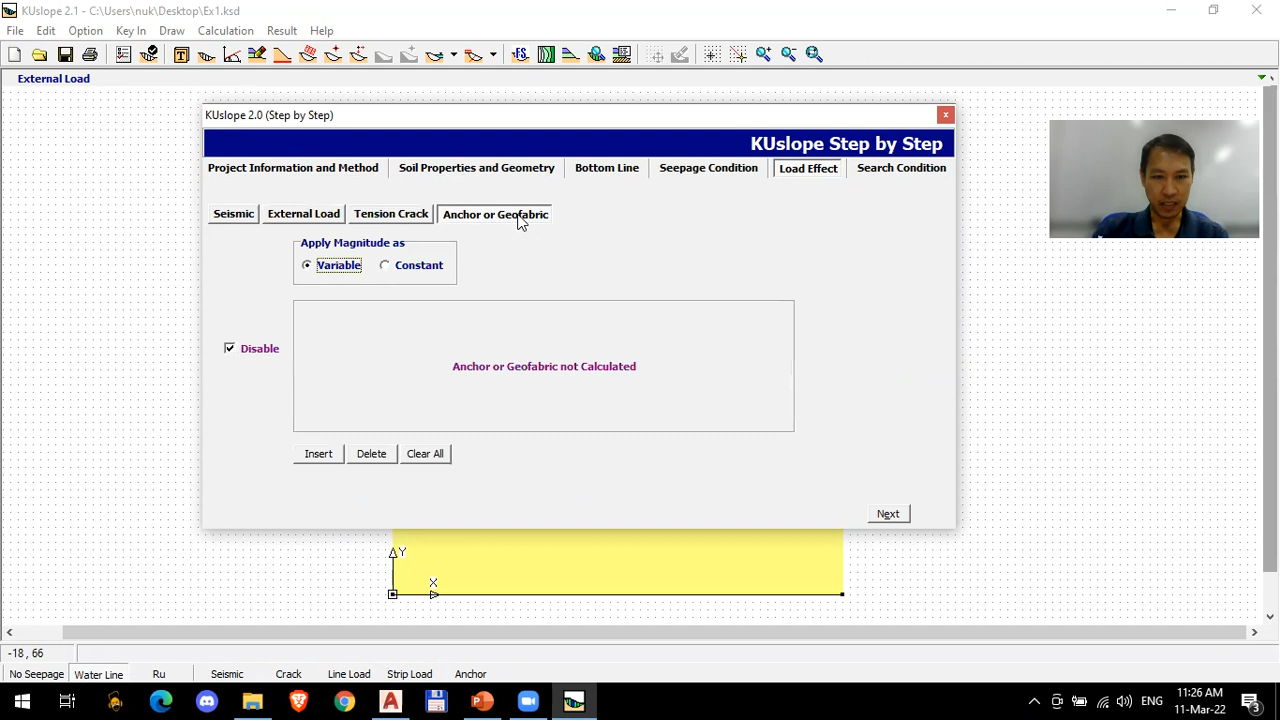 KUslope 2.1 - C:\Users\nuk\Desktop\Ex1.ksd
File Edit Option Key In Draw Calculation Result Help
FS
External Load
KUslope 2.0 (Step by Step)
x
KUslope Step by Step
Project Information and Method Soil Properties and Geometry Bottom Line Seepage Condition Load Effect Search Condition
Seismic External Load Tension Crack Anchor or Geofabric
Apply Magnitude as
Variable Constant
Disable
Anchor or Geofabric not Calculated
Insert Delete Clear All
Next
Y
X
-18 , 66
No Seepage Water Line Ru Seismic Crack Line Load Strip Load Anchor
ENG
11:26 AM
11-Mar-22
3